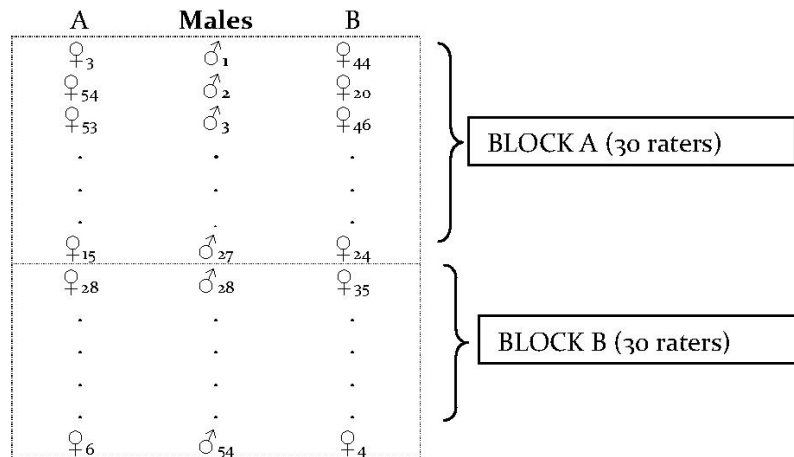 A Males B
♀3 ♂1 ♀44
♀54 ♂2 ♀20
♀53 ♂3 ♀46
BLOCK A (30 raters)
. . .
. . .
. . .
♀15 ♂27 ♀24
♀28 ♂28 ♀35
. . .
. . .
BLOCK B (30 raters)
. . .
. . .
♀6 ♂54 ♀4